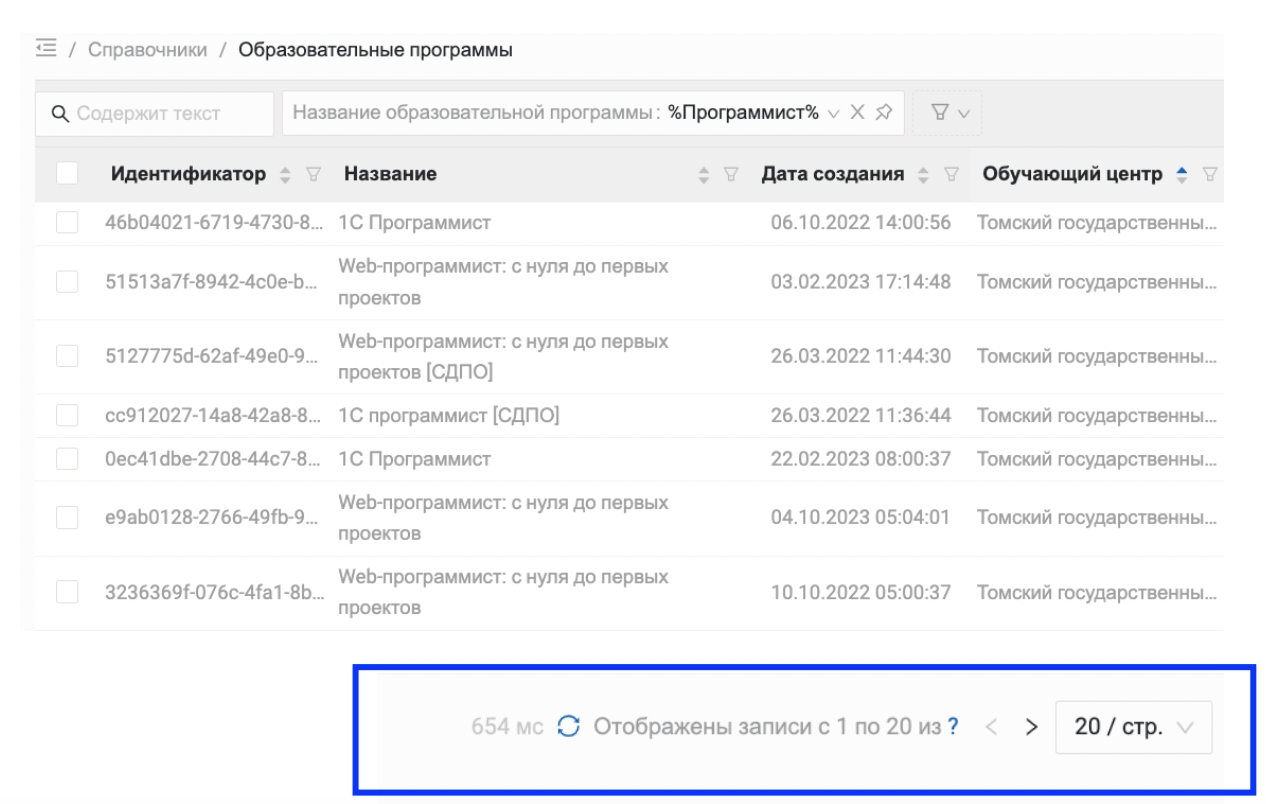 / Справочники / Образовательные программы
Содержит текст Название образовательной программы: %Программист%
Идентификатор Название Дата создания Обучающий центр
46b04021-6719-4730-8... 1С Программист 06.10.2022 14:00:56 Томский государственны...
51513a7f-8942-4c0e-b... Web-программист: с нуля до первых проектов 03.02.2023 17:14:48 Томский государственны...
5127775d-62af-49e0-9... Web-программист: с нуля до первых проектов [СДПО] 26.03.2022 11:44:30 Томский государственны...
cc912027-14a8-42a8-8... 1С программист [СДПО] 26.03.2022 11:36:44 Томский государственны...
0ec41dbe-2708-44c7-8... 1С Программист 22.02.2023 08:00:37 Томский государственны...
e9ab0128-2766-49fb-9... Web-программист: с нуля до первых проектов 04.10.2023 05:04:01 Томский государственны...
3236369f-076c-4fa1-8b... Web-программист: с нуля до первых проектов 10.10.2022 05:00:37 Томский государственны...
654 мс Отображены записи с 1 по 20 из ? < > 20 / стр.